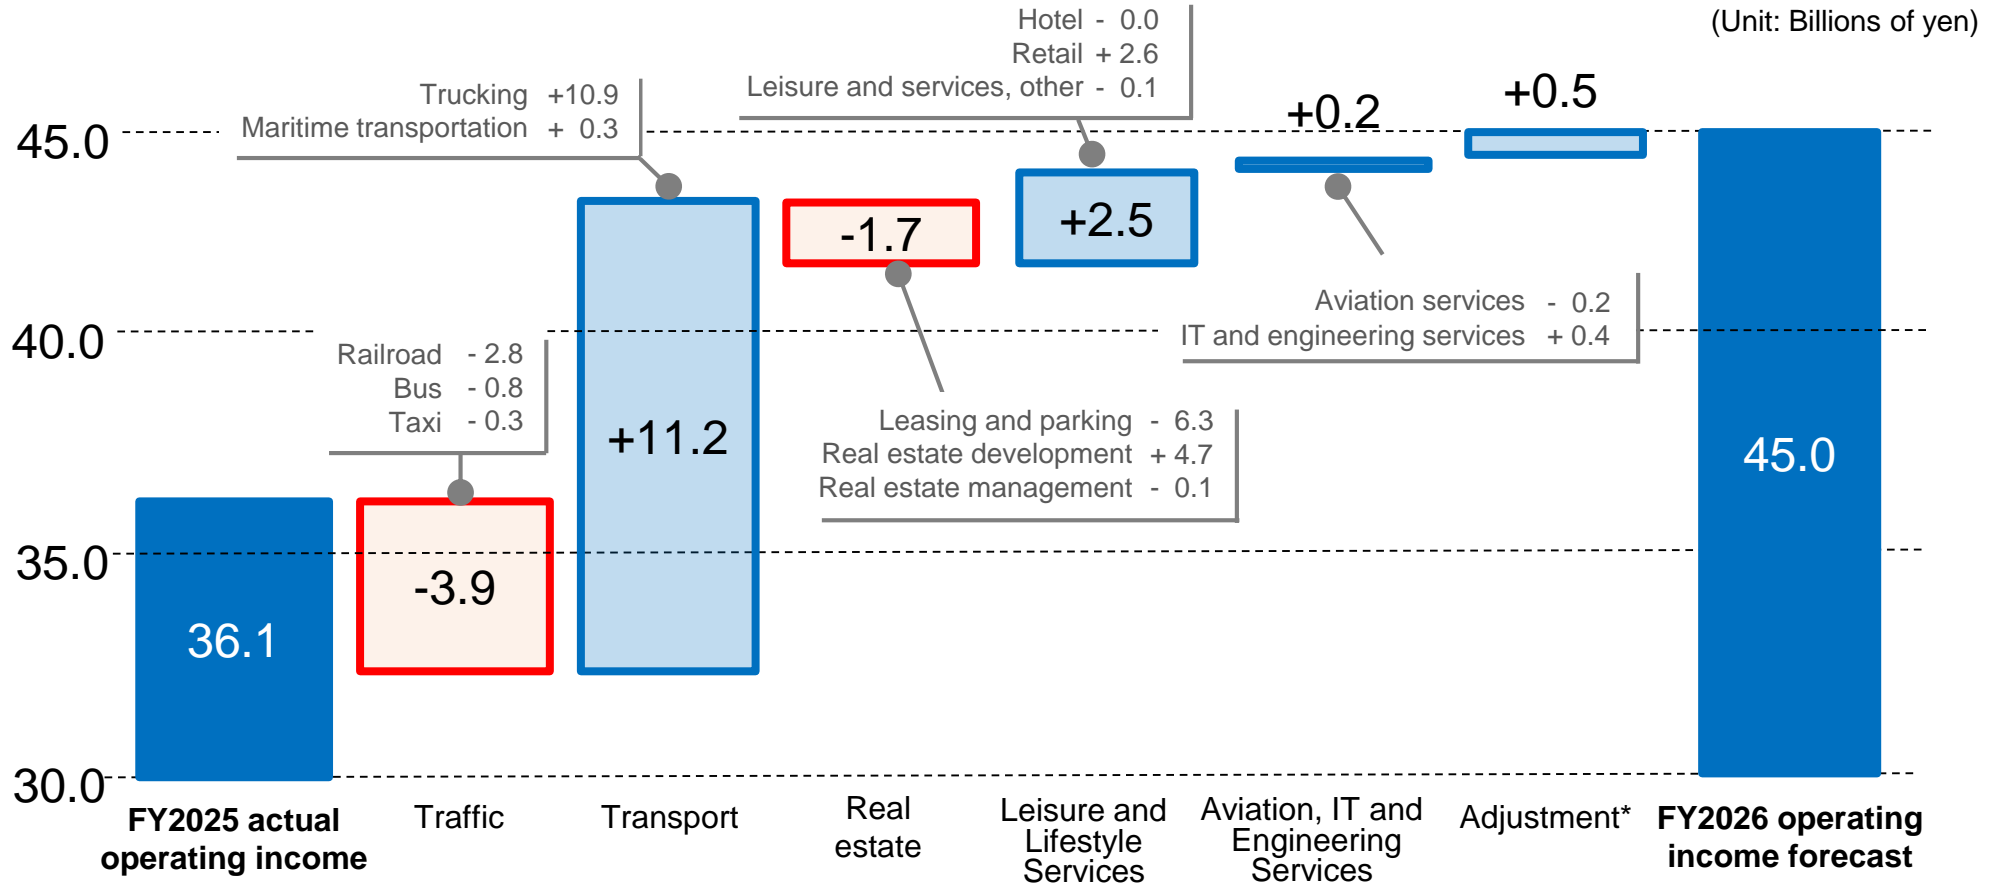 (Unit: Billions of yen)
Hotel - 0.0
Retail + 2.6
Leisure and services, other - 0.1
Trucking +10.9
Maritime transportation + 0.3
+0.2
+0.5
45.0
-1.7
+2.5
Aviation services - 0.2
IT and engineering services + 0.4
40.0
Railroad - 2.8
Bus - 0.8
Taxi - 0.3
Leasing and parking - 6.3
Real estate development + 4.7
Real estate management - 0.1
+11.2
45.0
35.0
-3.9
36.1
30.0
FY2025 actual
operating income
Traffic
Transport
Real
estate
Leisure and
Lifestyle
Services
Aviation, IT and
Engineering
Services
Adjustment*
FY2026 operating
income forecast